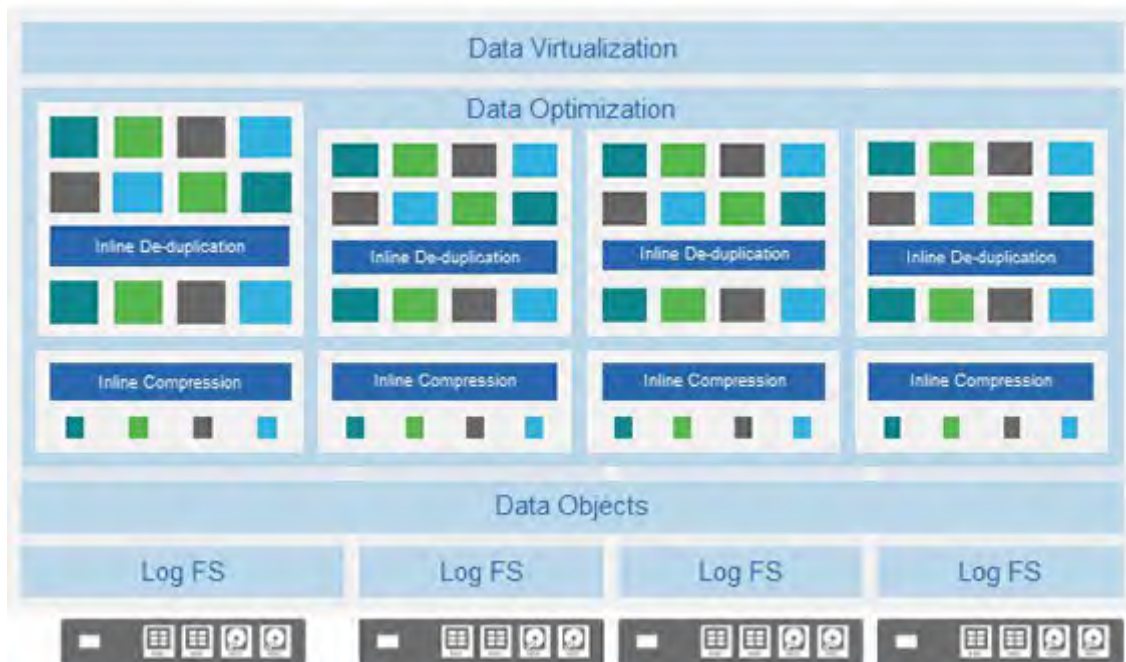 Data Virtualization
Data Optimization
Inline De-duplication
Inline De-duplication
Inline De-duplication
Inline De-duplication
Inline Compression
Inline Compression
Inline Compression
Inline Compression
Data Objects
Log FS
Log FS
Log FS
Log FS